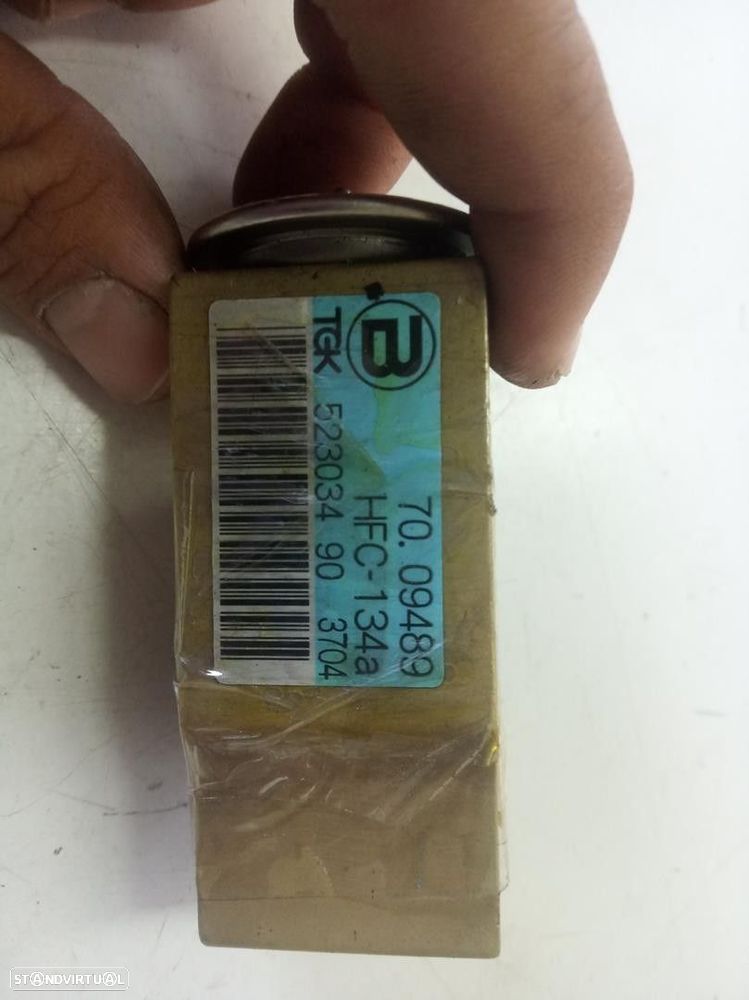 B 70. 09489
HFC-134a
TGK 523034 90 3704
STANDVIRTUAL